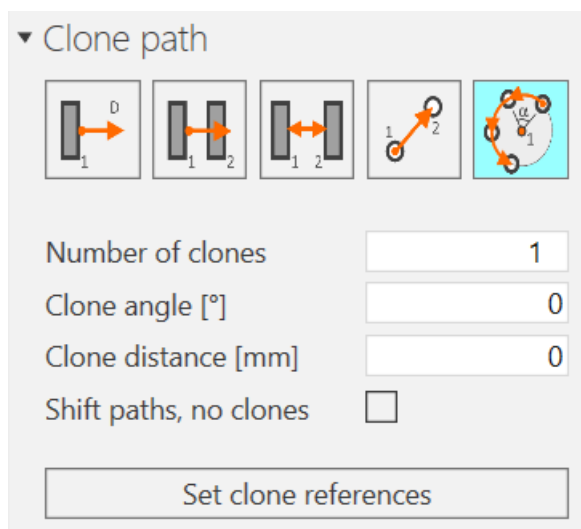 Clone path
D
1
1 2
1 2
1 2
α 1
Number of clones 1
Clone angle [°] 0
Clone distance [mm] 0
Shift paths, no clones
Set clone references